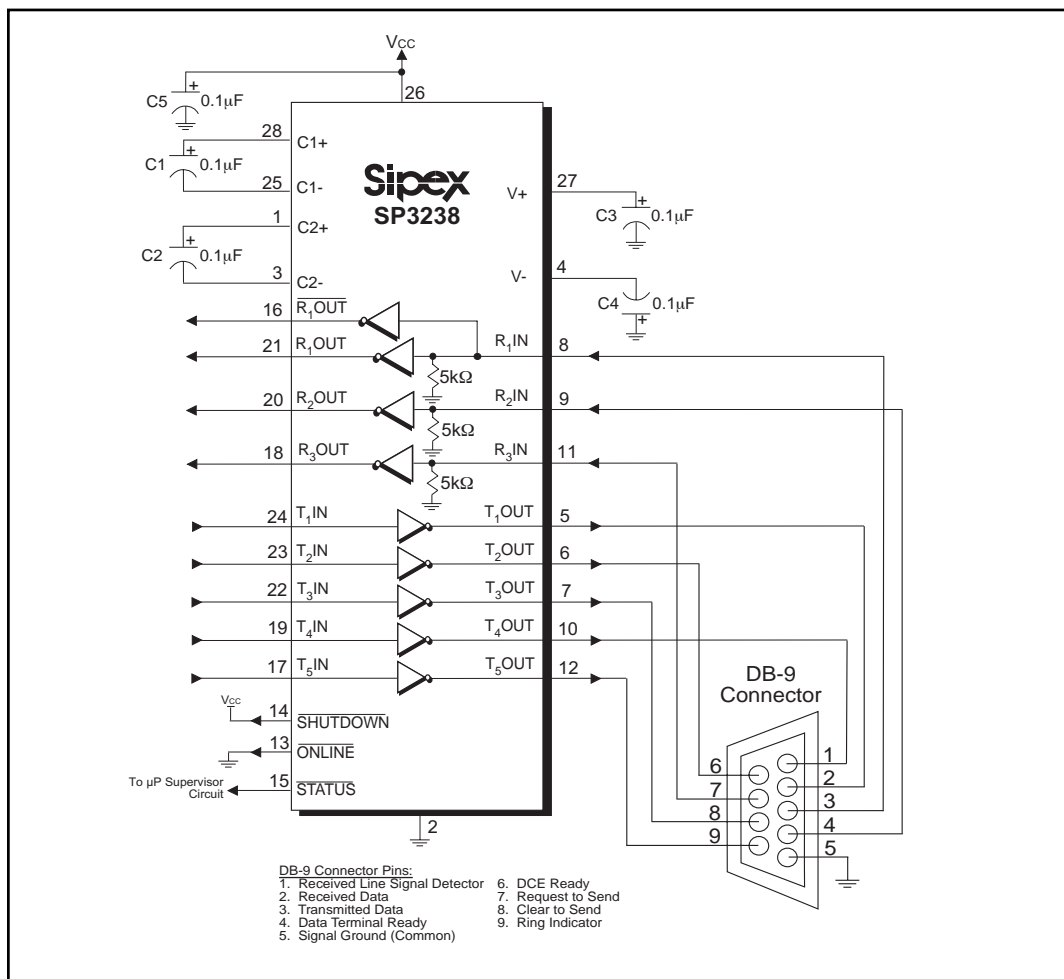 VCC
26
C5 + 0.1µF
28 C1+
C1 + 0.1µF
25 C1-
1 C2+
C2 + 0.1µF
3 C2-
Sipex
SP3238
V+ 27
C3 + 0.1µF
V- 4
C4 0.1µF +
16 R1OUT
21 R1OUT R1IN 8
5kΩ
20 R2OUT R2IN 9
5kΩ
18 R3OUT R3IN 11
5kΩ
24 T1IN T1OUT 5
23 T2IN T2OUT 6
22 T3IN T3OUT 7
19 T4IN T4OUT 10
17 T5IN T5OUT 12
VCC
14 SHUTDOWN
13 ONLINE
To µP Supervisor
Circuit
15 STATUS
2
DB-9
Connector
6
7
8
9
1
2
3
4
5
DB-9 Connector Pins:
1. Received Line Signal Detector
2. Received Data
3. Transmitted Data
4. Data Terminal Ready
5. Signal Ground (Common)
6. DCE Ready
7. Request to Send
8. Clear to Send
9. Ring Indicator